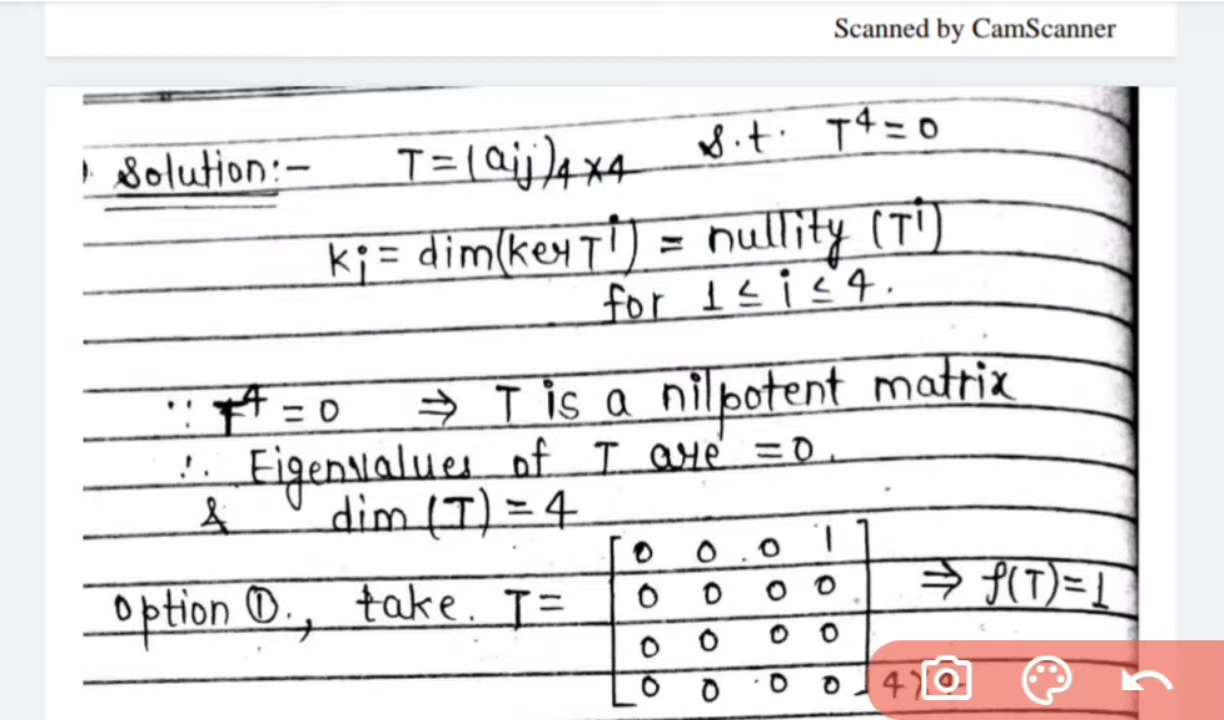 Scanned by CamScanner
Solution:- T = (aij)4×4 s.t. T⁴ = 0
ki = dim(ker Tⁱ) = nullity (Tⁱ)
for 1 ≤ i ≤ 4.
∵ T⁴ = 0 ⇒ T is a nilpotent matrix
∴ Eigenvalues of T are = 0.
& dim (T) = 4
option ①., take. T = [0 0 0 1 ⇒ ρ(T) = 1
0 0 0 0
0 0 0 0
0 0 0 0]